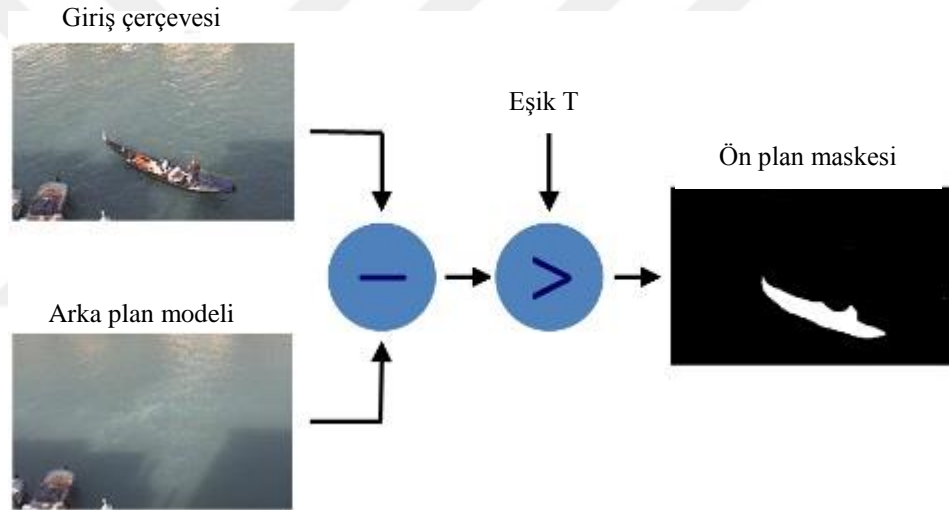 Giriş çerçevesi
Eşik T
Ön plan maskesi
−
>
Arka plan modeli